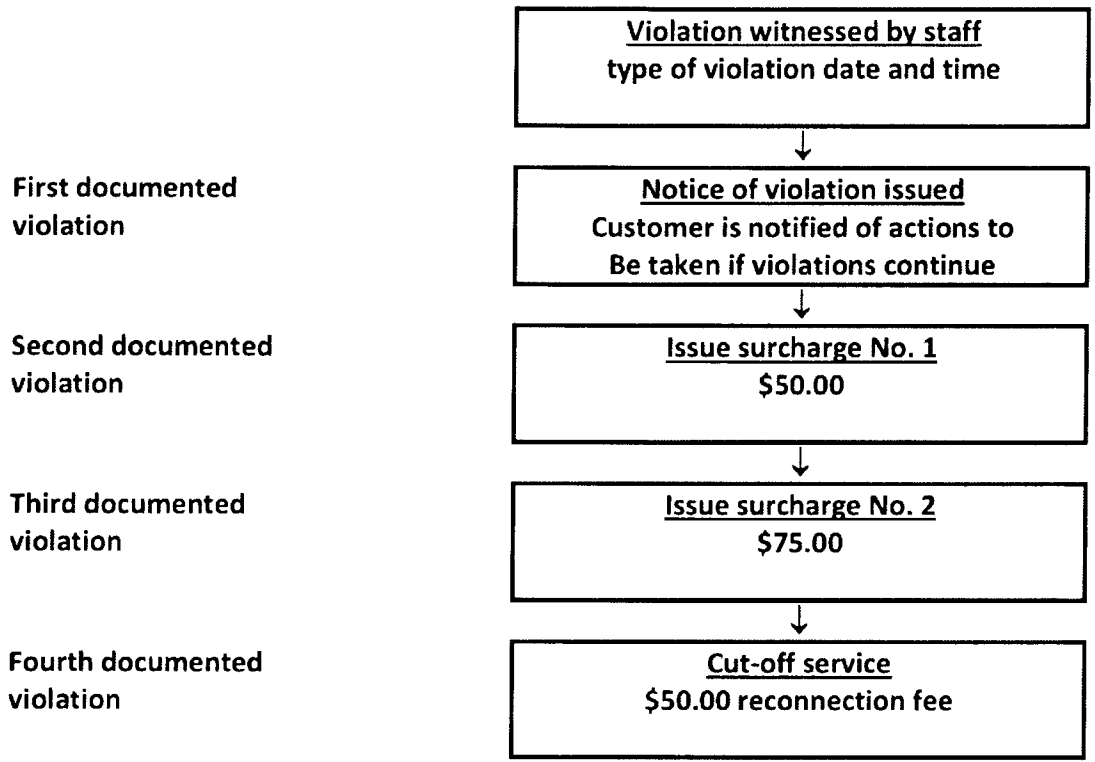 Violation witnessed by staff
type of violation date and time
First documented
violation
Notice of violation issued
Customer is notified of actions to
Be taken if violations continue
Second documented
violation
Issue surcharge No. 1
$50.00
Third documented
violation
Issue surcharge No. 2
$75.00
Fourth documented
violation
Cut-off service
$50.00 reconnection fee